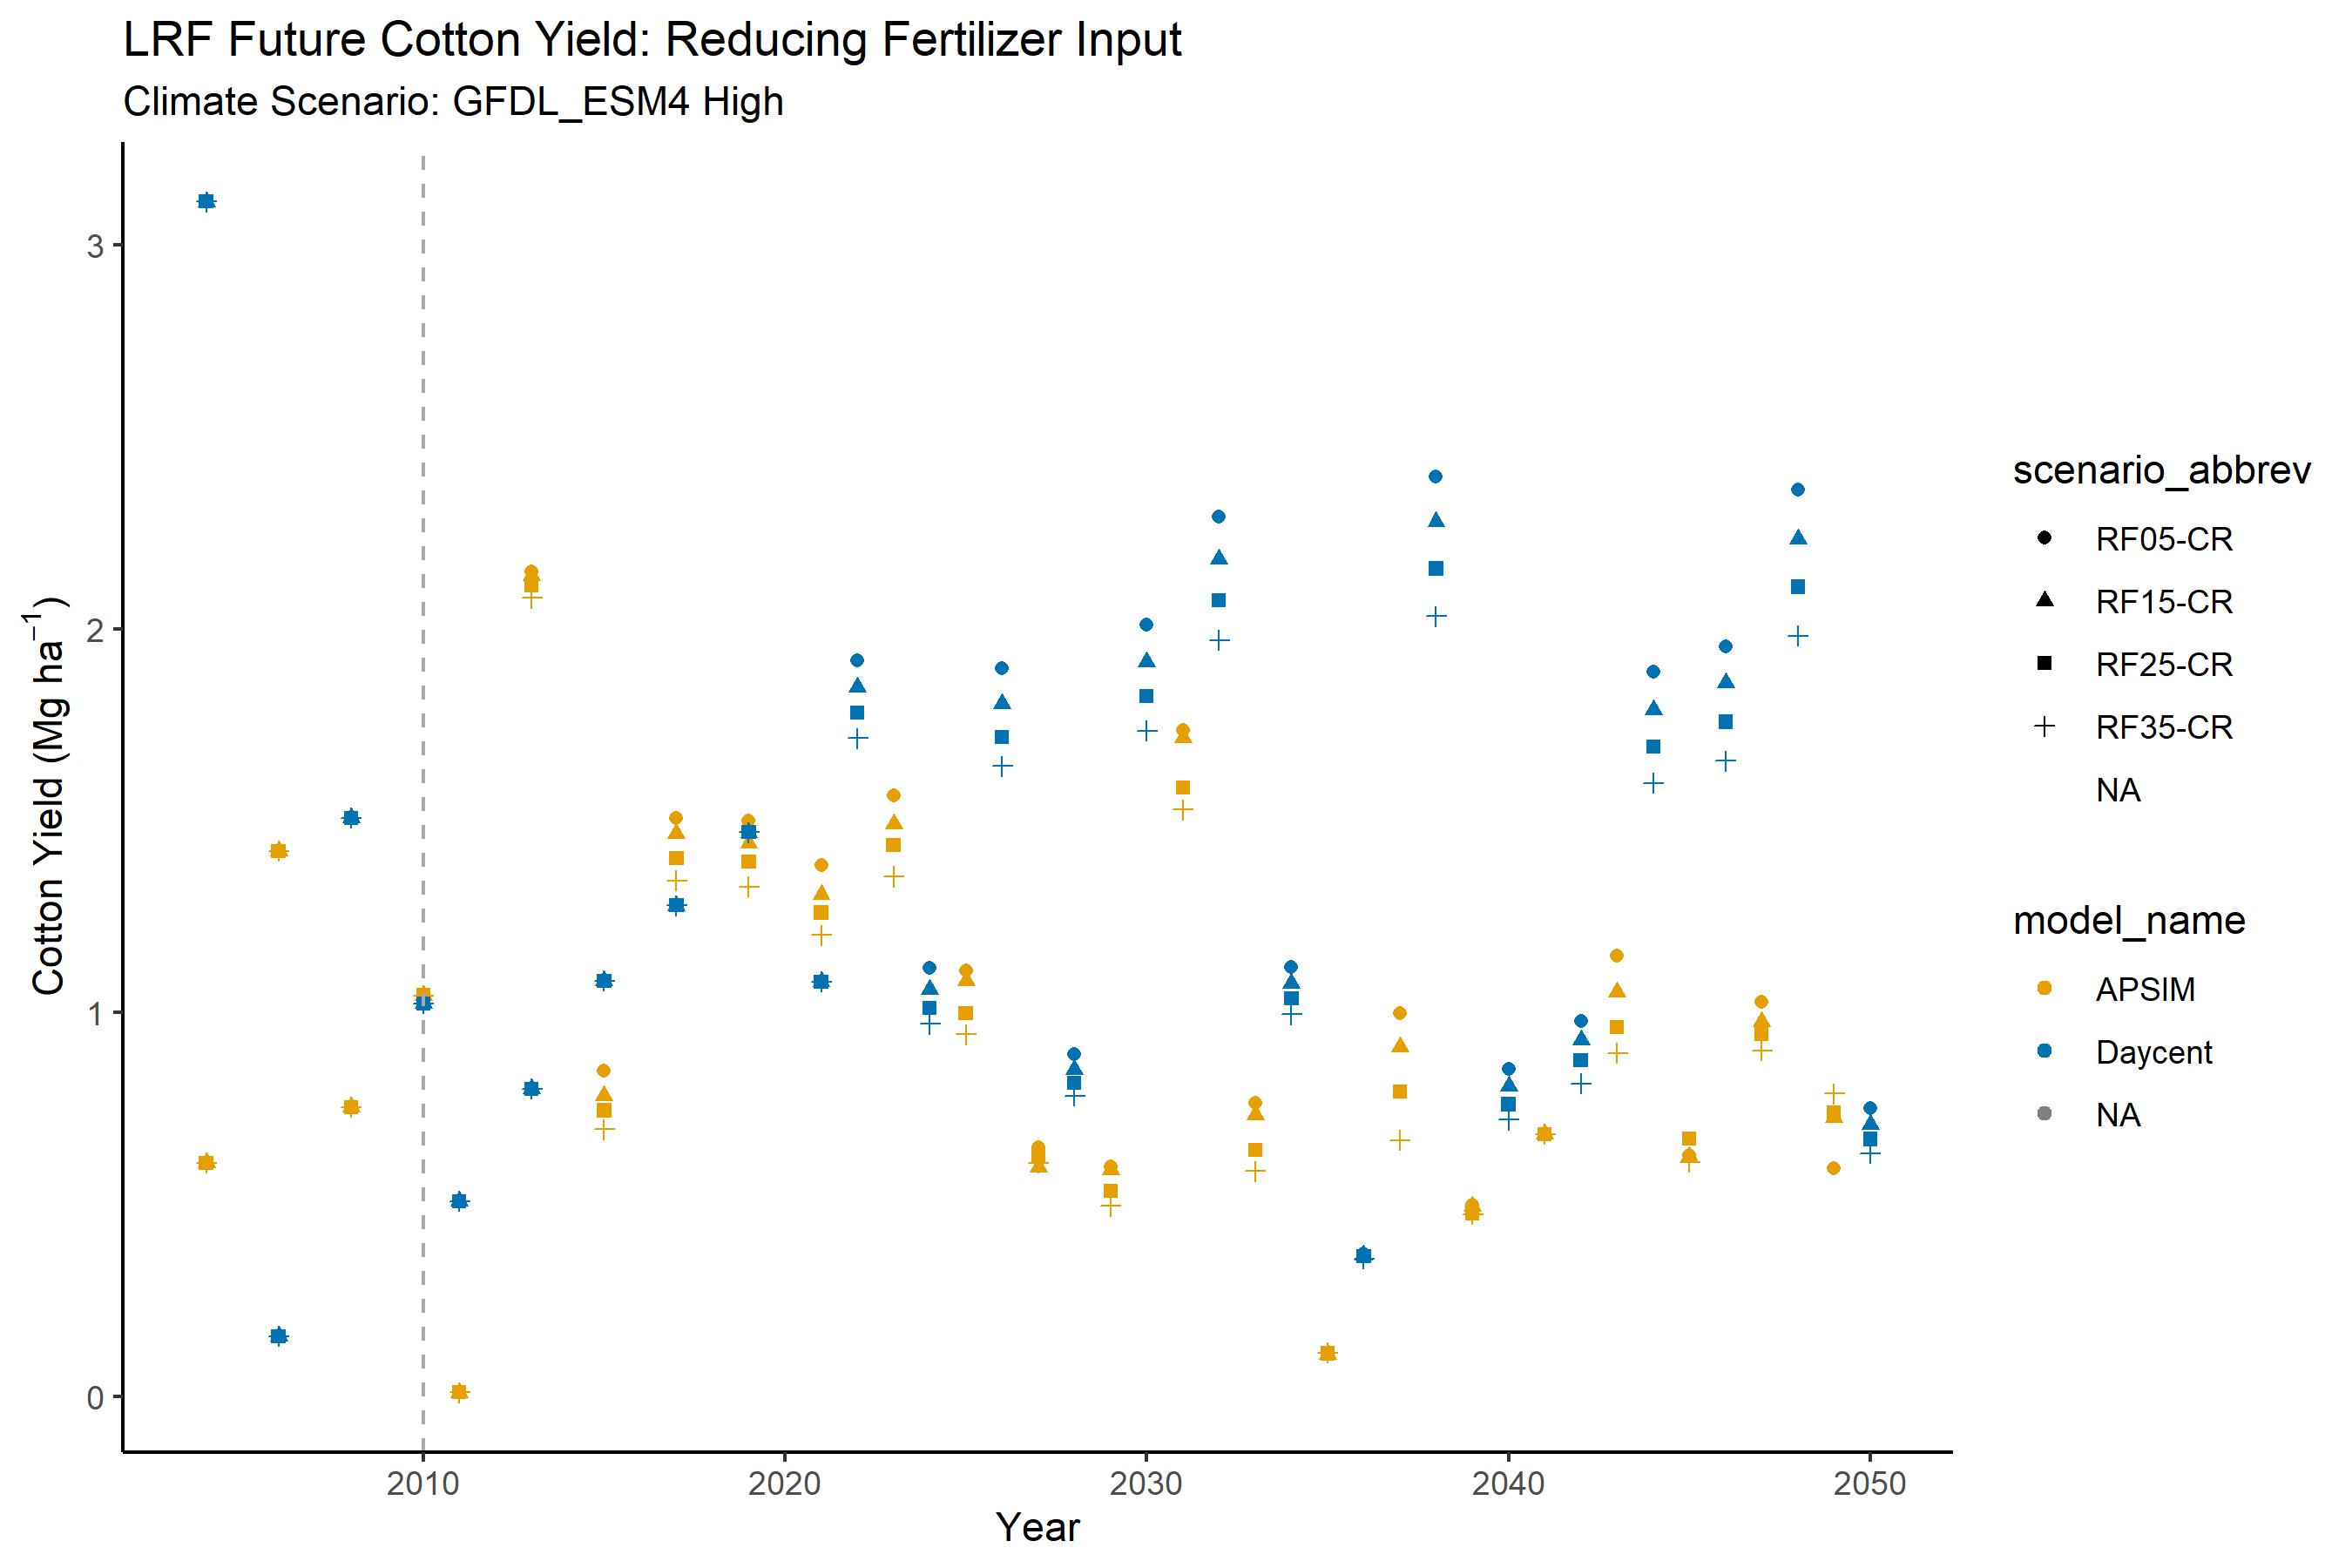 LRF Future Cotton Yield: Reducing Fertilizer Input
Climate Scenario: GFDL_ESM4 High
Cotton Yield (Mg ha⁻¹)
3
2
1
0
2010 2020 2030 2040 2050
Year
scenario_abbrev
RF05-CR
RF15-CR
RF25-CR
RF35-CR
NA
model_name
APSIM
Daycent
NA